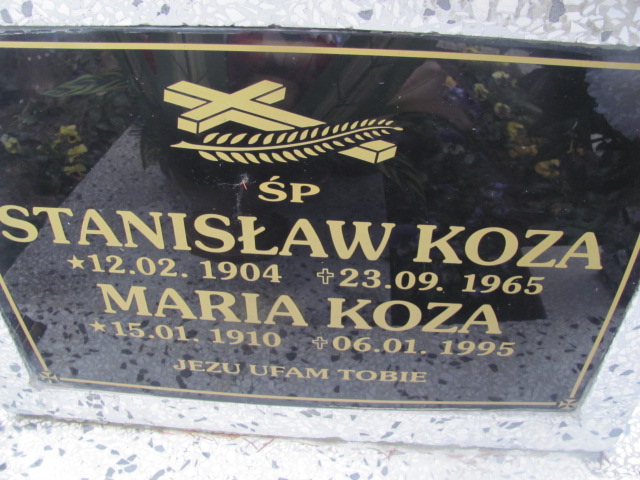 ŚP
STANISŁAW KOZA
★12.02. 1904 ✝23.09. 1965
MARIA KOZA
★15.01. 1910 ✝06.01. 1995
JEZU UFAM TOBIE